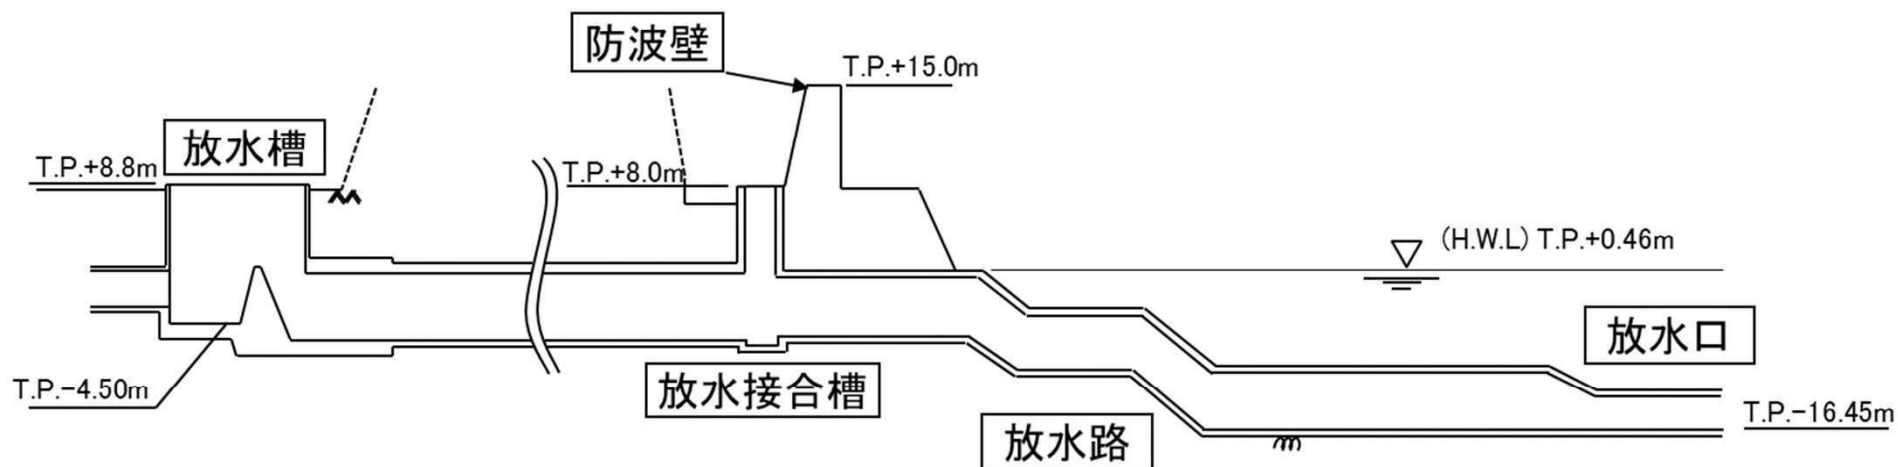 防波壁
T.P.+15.0m
放水槽
T.P.+8.8m
T.P.+8.0m
(H.W.L) T.P.+0.46m
放水口
T.P.-4.50m
放水接合槽
T.P.-16.45m
放水路